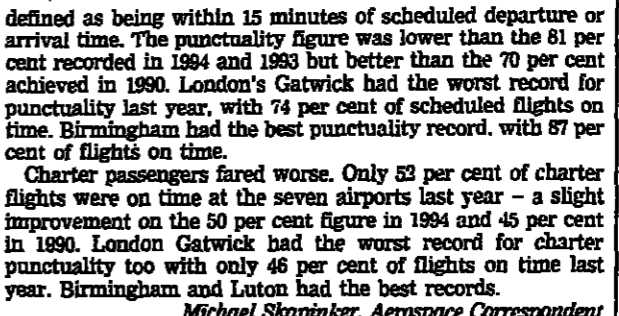 defined as being within 15 minutes of scheduled departure or
arrival time. The punctuality figure was lower than the 81 per
cent recorded in 1994 and 1993 but better than the 70 per cent
achieved in 1990. London's Gatwick had the worst record for
punctuality last year, with 74 per cent of scheduled flights on
time. Birmingham had the best punctuality record, with 87 per
cent of flights on time.
Charter passengers fared worse. Only 52 per cent of charter
flights were on time at the seven airports last year – a slight
improvement on the 50 per cent figure in 1994 and 45 per cent
in 1990. London Gatwick had the worst record for charter
punctuality too with only 46 per cent of flights on time last
year. Birmingham and Luton had the best records.
Michael Skapinker, Aerospace Correspondent